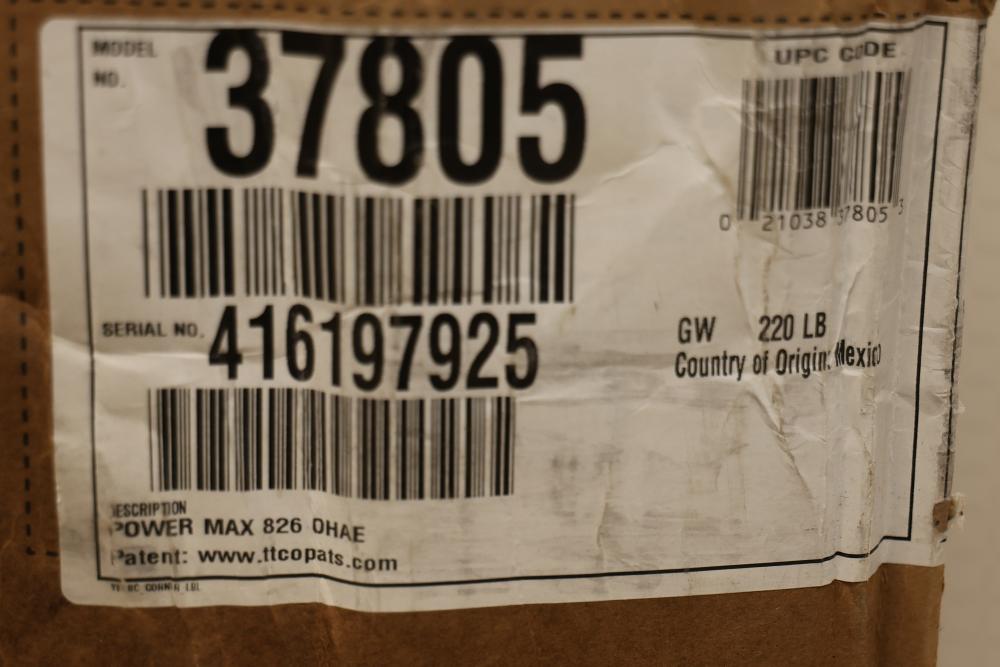 MODEL
NO.
37805
UPC CODE
0 21038 37805 3
SERIAL NO. 416197925
GW 220 LB
Country of Origin: Mexico
DESCRIPTION
POWER MAX 826 OHAE
Patent: www.ttcopats.com